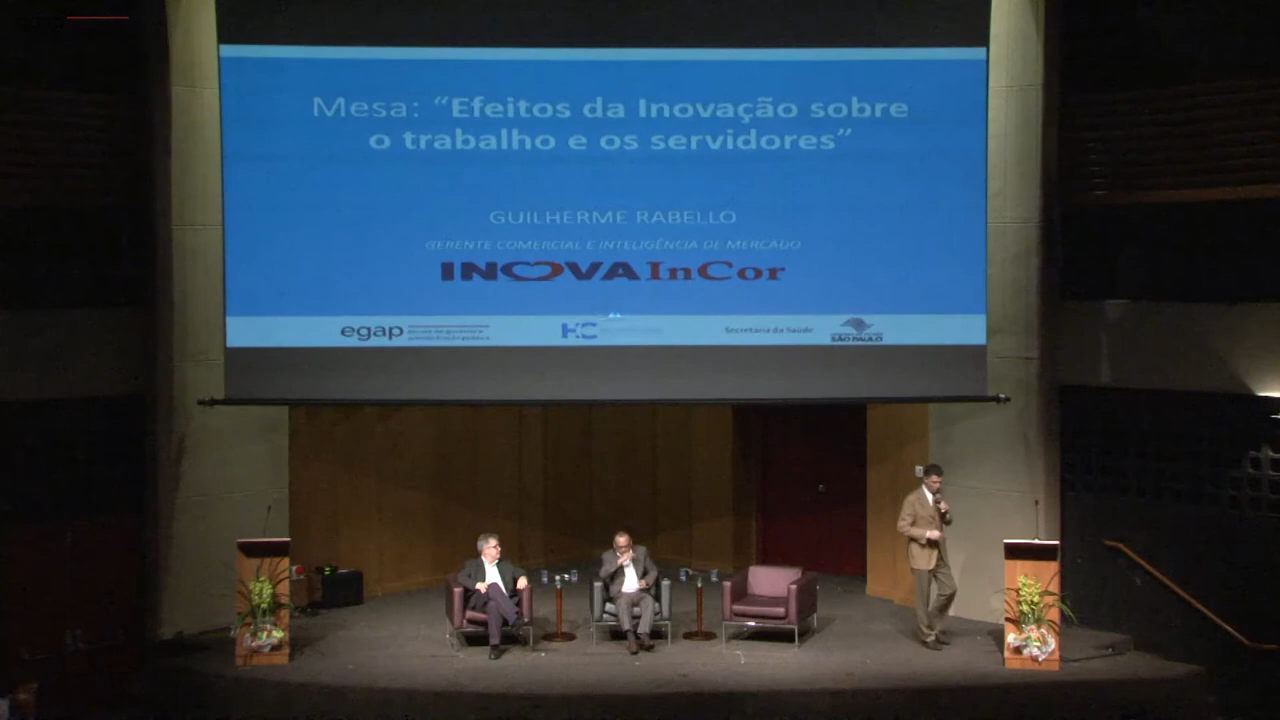 Mesa: “Efeitos da Inovação sobre
o trabalho e os servidores”
GUILHERME RABELLO
GERENTE COMERCIAL E INTELIGÊNCIA DE MERCADO
INOVA InCor
egap
HC
Secretaria da Saúde
SÃO PAULO